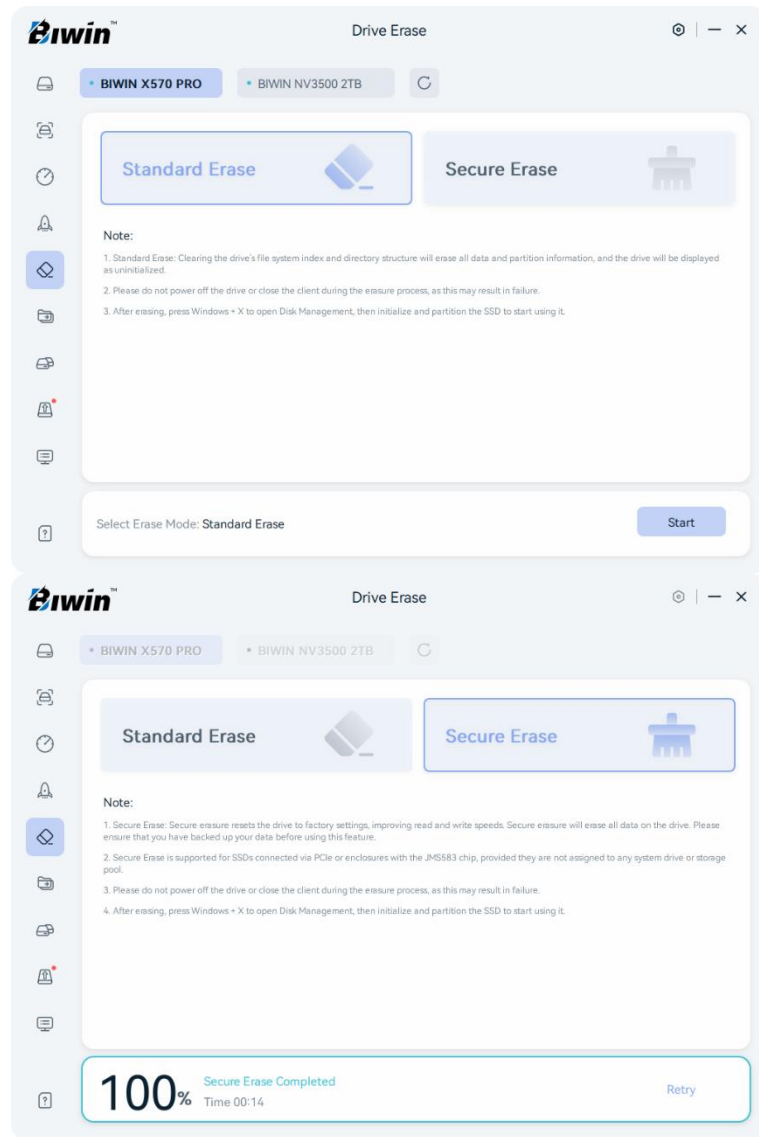 Biwin™
Drive Erase
BIWIN X570 PRO
BIWIN NV3500 2TB
Standard Erase
Secure Erase
Note:
1. Standard Erase: Clearing the drive's file system index and directory structure will erase all data and partition information, and the drive will be displayed
as uninitialized.
2. Please do not power off the drive or close the client during the erasure process, as this may result in failure.
3. After erasing, press Windows + X to open Disk Management, then initialize and partition the SSD to start using it.
Select Erase Mode: Standard Erase
Start
Biwin™
Drive Erase
BIWIN X570 PRO
BIWIN NV3500 2TB
Standard Erase
Secure Erase
Note:
1. Secure Erase: Secure erasure resets the drive to factory settings, improving read and write speeds. Secure erasure will erase all data on the drive. Please
ensure that you have backed up your data before using this feature.
2. Secure Erase is supported for SSDs connected via PCIe or enclosures with the JMS583 chip, provided they are not assigned to any system drive or storage
pool.
3. Please do not power off the drive or close the client during the erasure process, as this may result in failure.
4. After erasing, press Windows + X to open Disk Management, then initialize and partition the SSD to start using it.
100%
Secure Erase Completed
Time 00:14
Retry